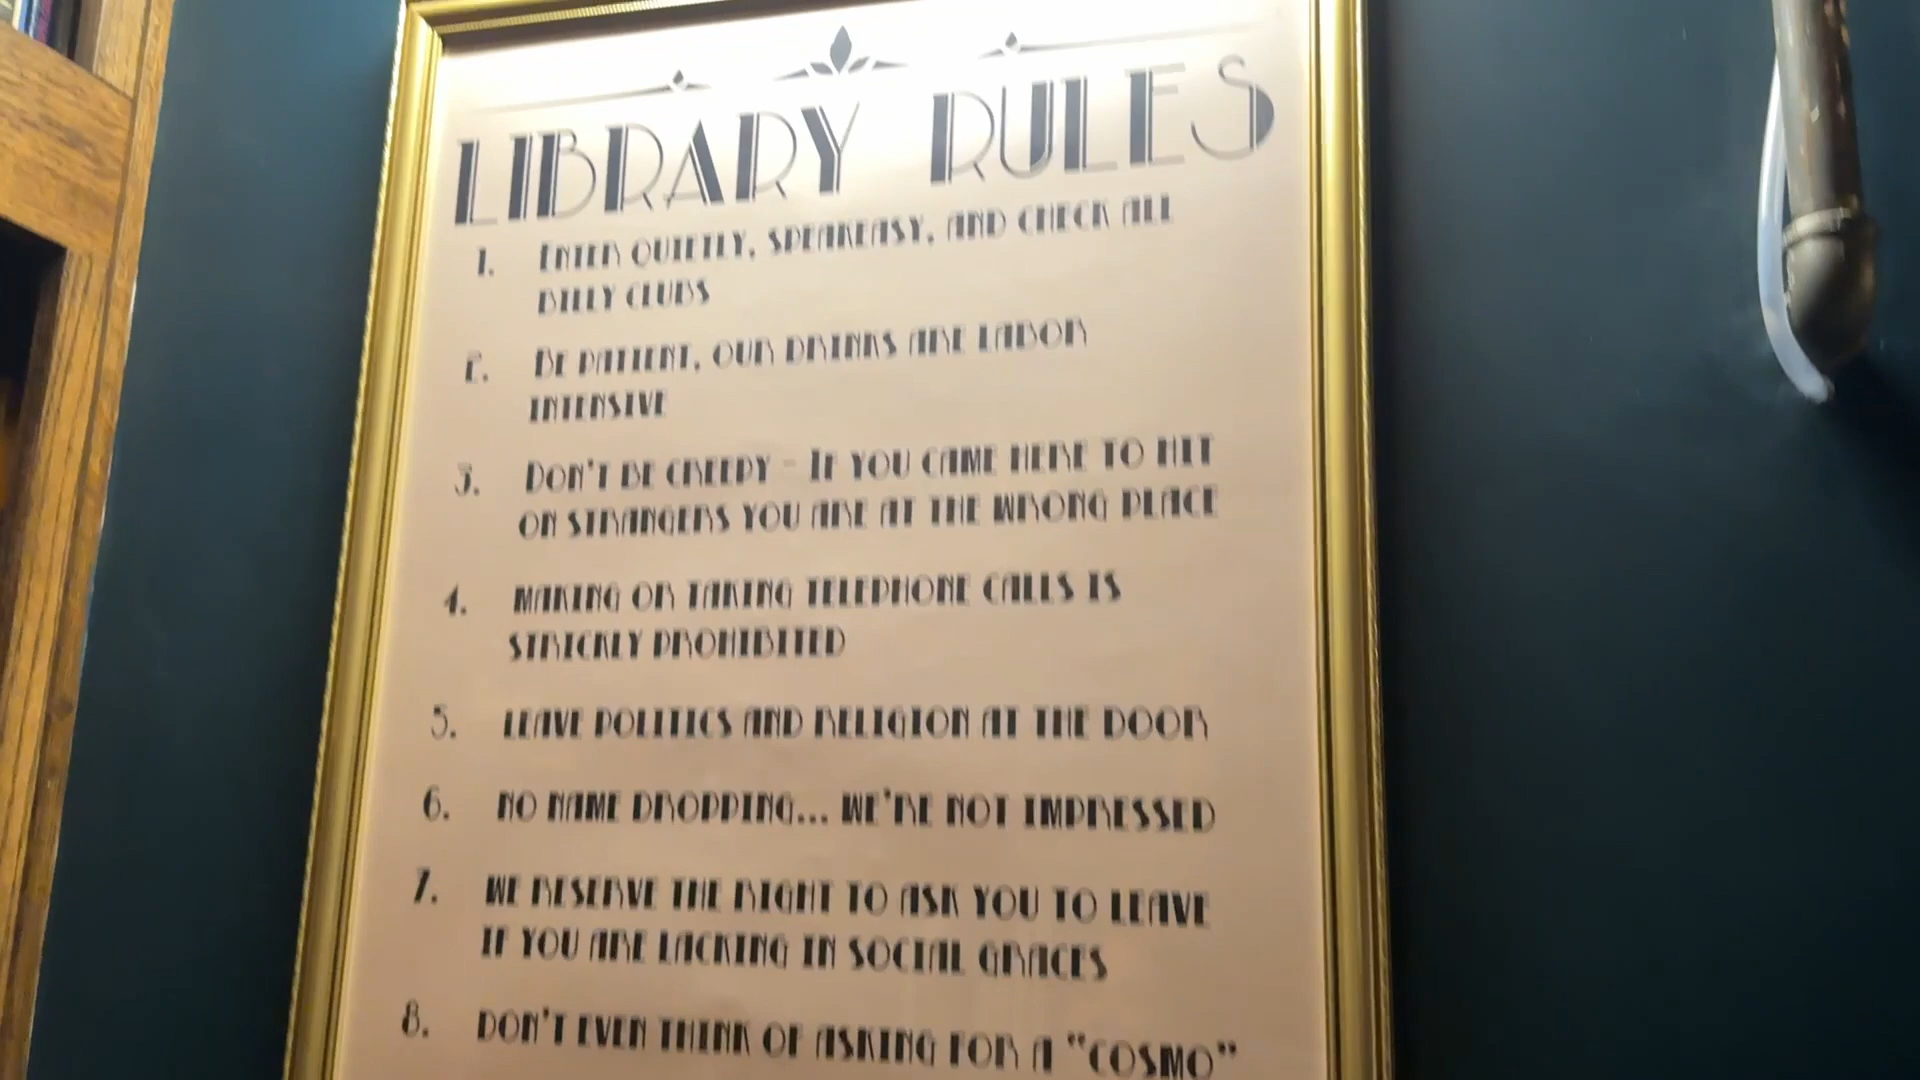 LIBRARY RULES
1. ENTER QUIETLY, SPEAKEASY, AND CHECK ALL
BILLY CLUBS
2. BE PATIENT, OUR DRINKS ARE LABOR
INTENSIVE
3. DON'T BE CREEPY - IF YOU CAME HERE TO HIT
ON STRANGERS YOU ARE AT THE WRONG PLACE
4. MAKING OR TAKING TELEPHONE CALLS IS
STRICKLY PROHIBITED
5. LEAVE POLITICS AND RELIGION AT THE DOOR
6. NO NAME DROPPING... WE'RE NOT IMPRESSED
7. WE RESERVE THE RIGHT TO ASK YOU TO LEAVE
IF YOU ARE LACKING IN SOCIAL GRACES
8. DON'T EVEN THINK OF ASKING FOR A "COSMO"